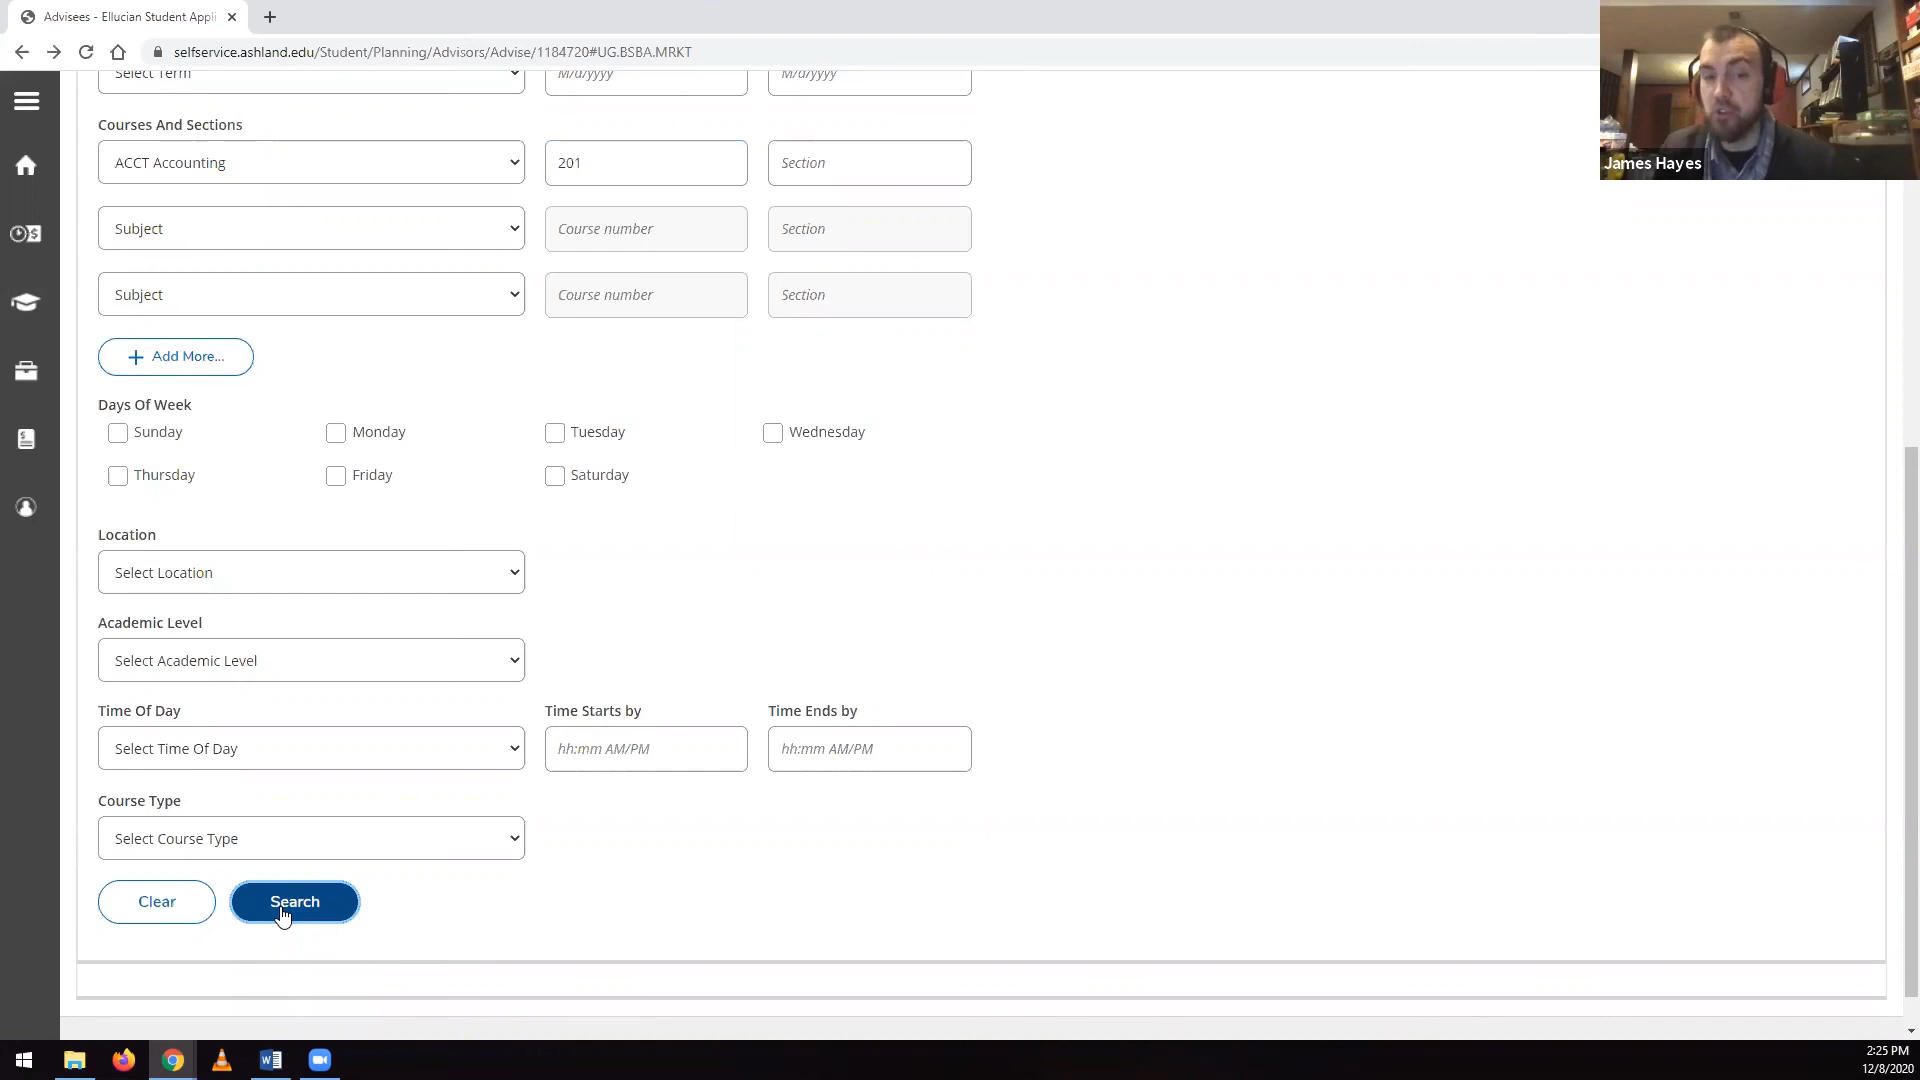 Advisees - Ellucian Student Appli
selfservice.ashland.edu/Student/Planning/Advisors/Advise/1184720#UG.BSBA.MRKT
Select Term
M/d/yyyy
M/d/yyyy
Courses And Sections
ACCT Accounting
201
Section
Subject
Course number
Section
Subject
Course number
Section
Add More...
Days Of Week
Sunday
Monday
Tuesday
Wednesday
Thursday
Friday
Saturday
Location
Select Location
Academic Level
Select Academic Level
Time Of Day
Time Starts by
Time Ends by
Select Time Of Day
hh:mm AM/PM
hh:mm AM/PM
Course Type
Select Course Type
Clear
Search
James Hayes
2:25 PM
12/8/2020